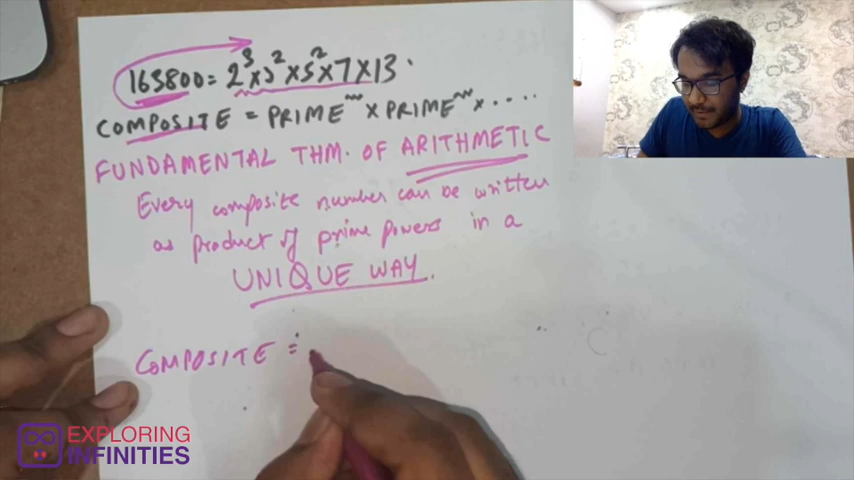 163800 = 2³ × 3² × 5² × 7 × 13 .
COMPOSITE = PRIME~~ × PRIME~~ × . . . .
FUNDAMENTAL THM. OF ARITHMETIC
Every composite number can be written
as product of prime powers in a
UNIQUE WAY.
COMPOSITE =
EXPLORING
INFINITIES